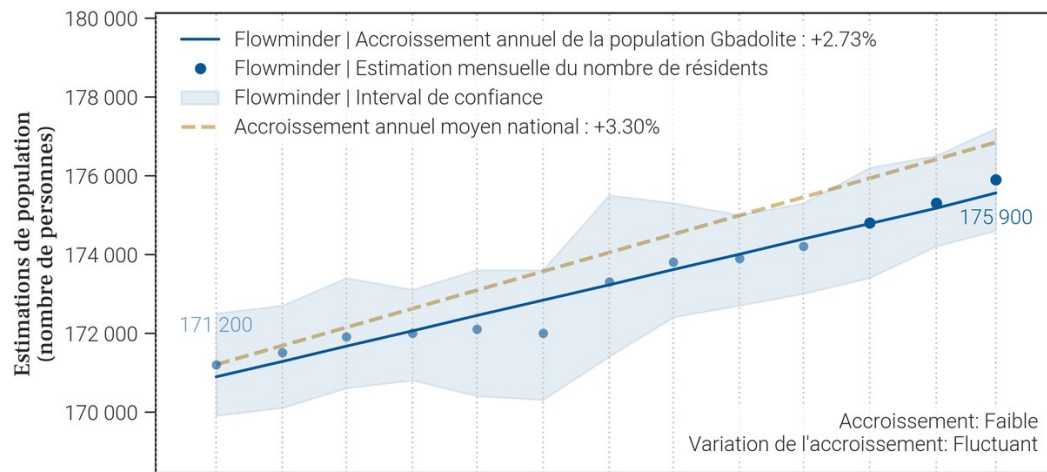 180 000
178 000
176 000
174 000
172 000
170 000
Estimations de population
(nombre de personnes)
Flowminder | Accroissement annuel de la population Gbadolite : +2.73%
Flowminder | Estimation mensuelle du nombre de résidents
Flowminder | Interval de confiance
Accroissement annuel moyen national : +3.30%
171 200
175 900
Accroissement: Faible
Variation de l'accroissement: Fluctuant